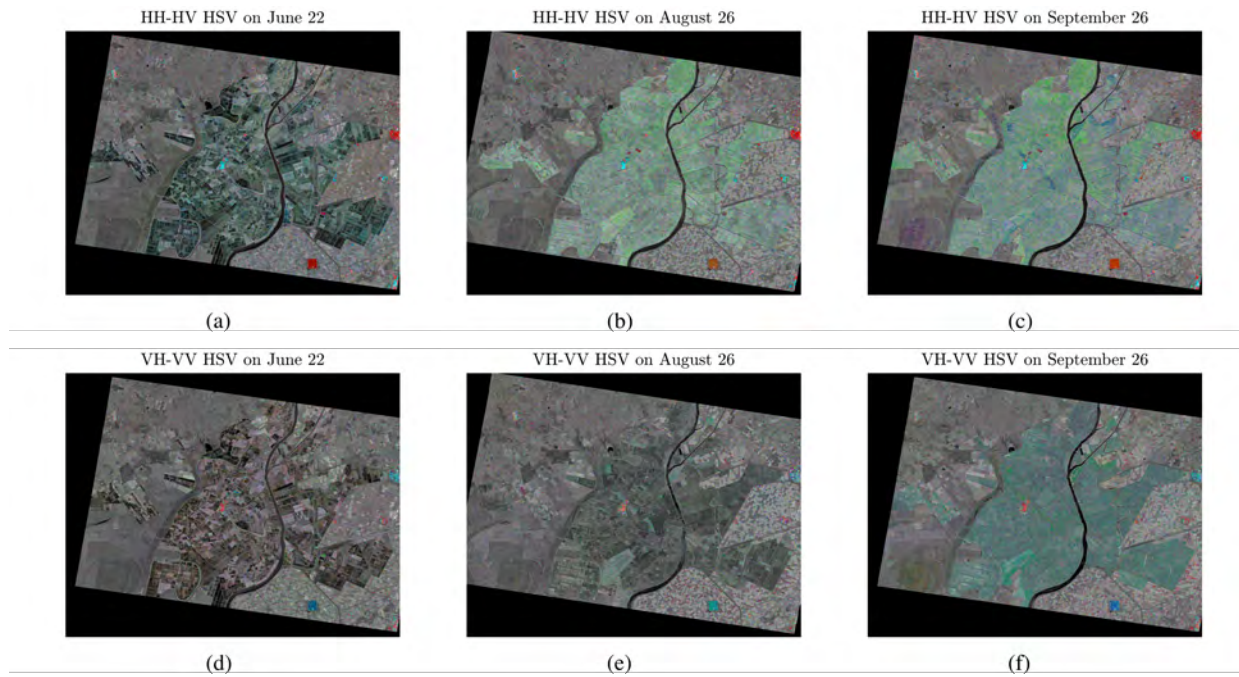 HH-HV HSV on June 22
HH-HV HSV on August 26
HH-HV HSV on September 26
(a)
(b)
(c)
VH-VV HSV on June 22
VH-VV HSV on August 26
VH-VV HSV on September 26
(d)
(e)
(f)